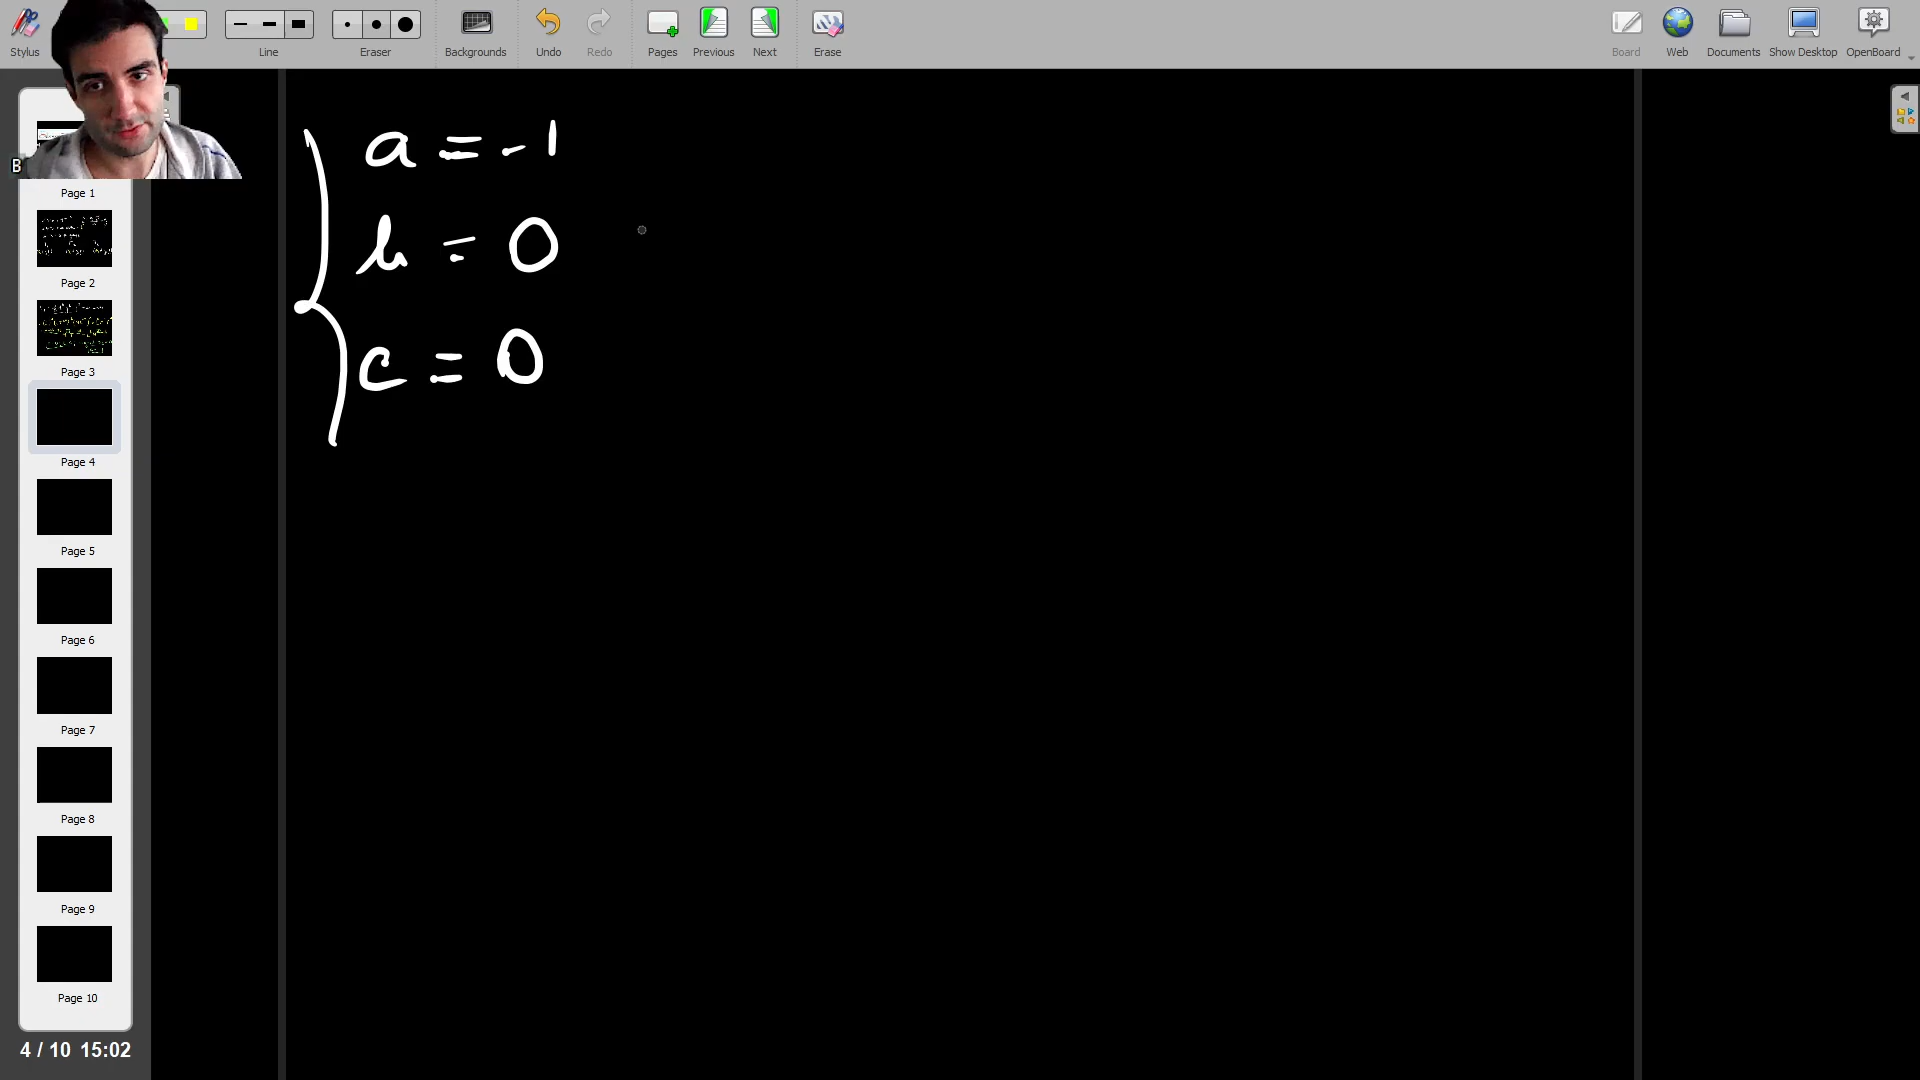 Stylus
Line
Eraser
Backgrounds
Undo
Redo
Pages
Previous
Next
Erase
Board
Web
Documents
Show Desktop
OpenBoard
B
Page 1
Page 2
Page 3
Page 4
Page 5
Page 6
Page 7
Page 8
Page 9
Page 10
4 / 10 15:02
a = -1
b = 0
c = 0